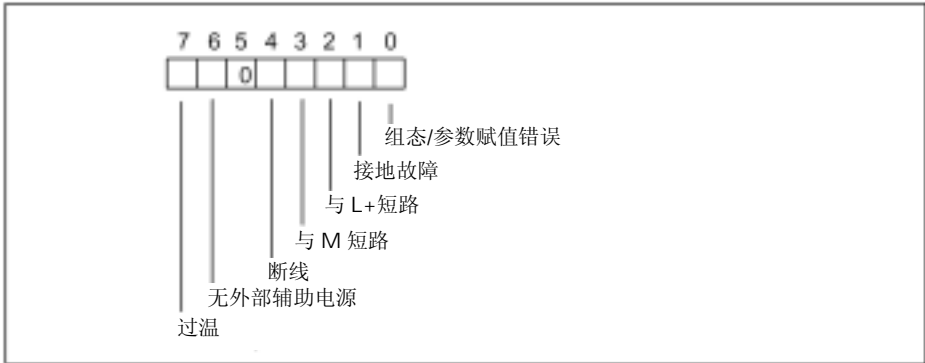 7 6 5 4 3 2 1 0
0
组态/参数赋值错误
接地故障
与 L+短路
与 M 短路
断线
无外部辅助电源
过温